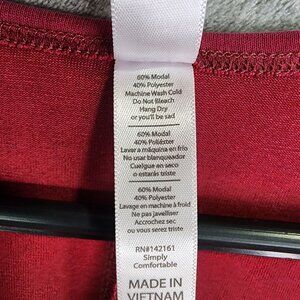 60% Modal
40% Polyester
Machine Wash Cold
Do Not Bleach
Hang Dry
or you'll be sad
60% Modal
40% Poliéster
Lavar a máquina en frío
No usar blanqueador
Cuelgue en seco
o estarás triste
60% Modal
40% Polyester
Lavage en machine à froid
Ne pas javeliser
Accrochez sec
ou vous serez triste
RN#142161
Simply
Comfortable
MADE IN
VIETNAM